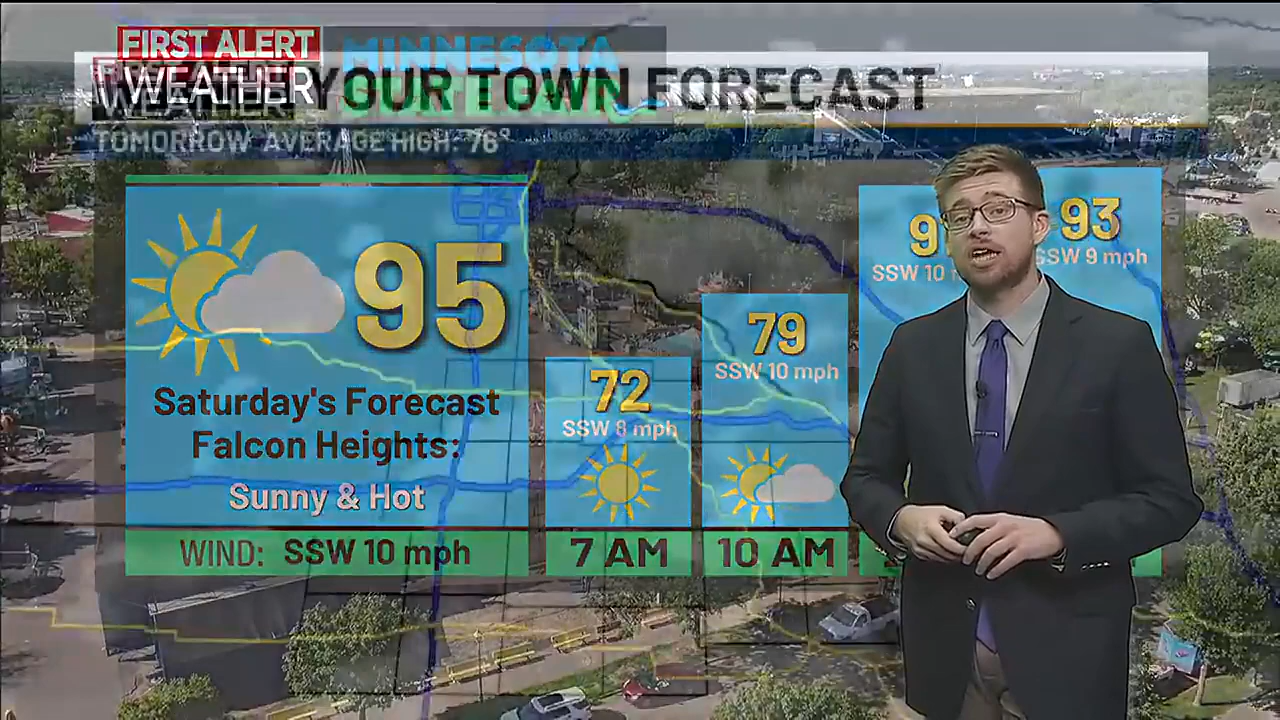 FIRST ALERT
WEATHER
MINNESOTA
YOUR TOWN FORECAST
TOMORROW AVERAGE HIGH: 76°
95
Saturday's Forecast
Falcon Heights:
Sunny & Hot
WIND: SSW 10 mph
72
SSW 8 mph
7 AM
79
SSW 10 mph
10 AM
SSW 10
93
SSW 9 mph